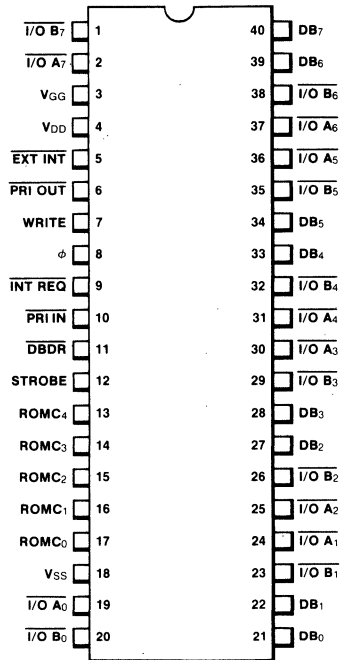 I/O B7 1 40 DB7
I/O A7 2 39 DB6
VGG 3 38 I/O B6
VDD 4 37 I/O A6
EXT INT 5 36 I/O A5
PRI OUT 6 35 I/O B5
WRITE 7 34 DB5
ϕ 8 33 DB4
INT REQ 9 32 I/O B4
PRI IN 10 31 I/O A4
DBDR 11 30 I/O A3
STROBE 12 29 I/O B3
ROMC4 13 28 DB3
ROMC3 14 27 DB2
ROMC2 15 26 I/O B2
ROMC1 16 25 I/O A2
ROMC0 17 24 I/O A1
VSS 18 23 I/O B1
I/O A0 19 22 DB1
I/O B0 20 21 DB0